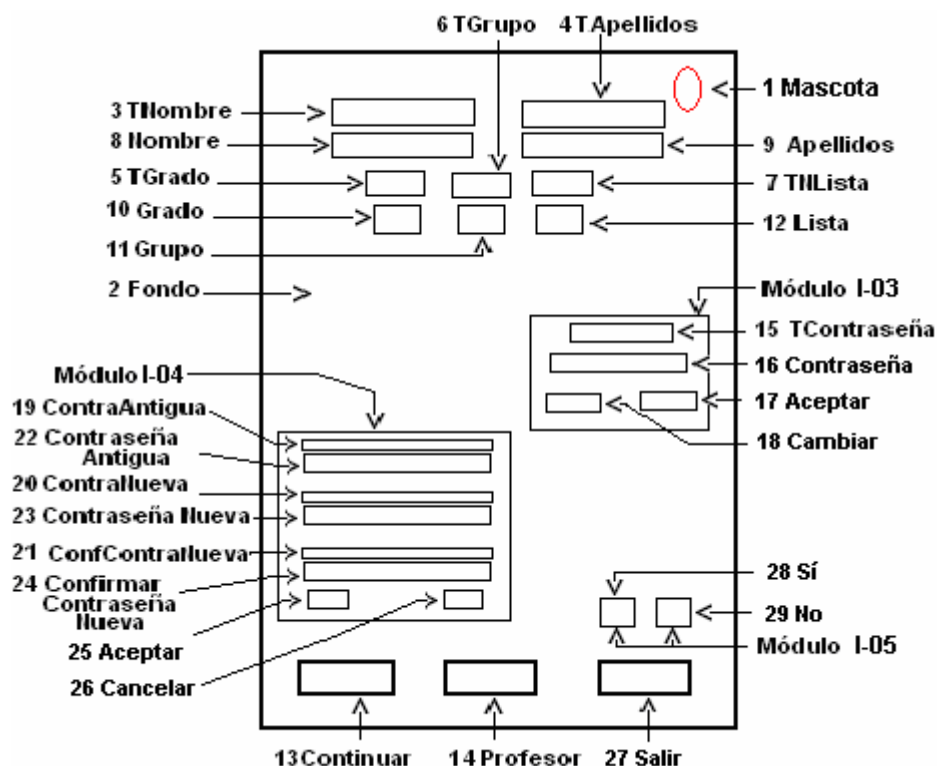 6 TGrupo 4 TApellidos
1 Mascota
3 TNombre
8 Nombre
9 Apellidos
5 TGrado
7 TNLista
10 Grado
12 Lista
11 Grupo
2 Fondo
Módulo I-03
15 TContraseña
16 Contraseña
Módulo I-04
17 Aceptar
19 ContraAntigua
18 Cambiar
22 Contraseña
Antigua
20 ContraNueva
23 Contraseña Nueva
21 ConfContraNueva
24 Confirmar
Contraseña
Nueva
28 Sí
29 No
25 Aceptar
Módulo I-05
26 Cancelar
13 Continuar 14 Profesor 27 Salir